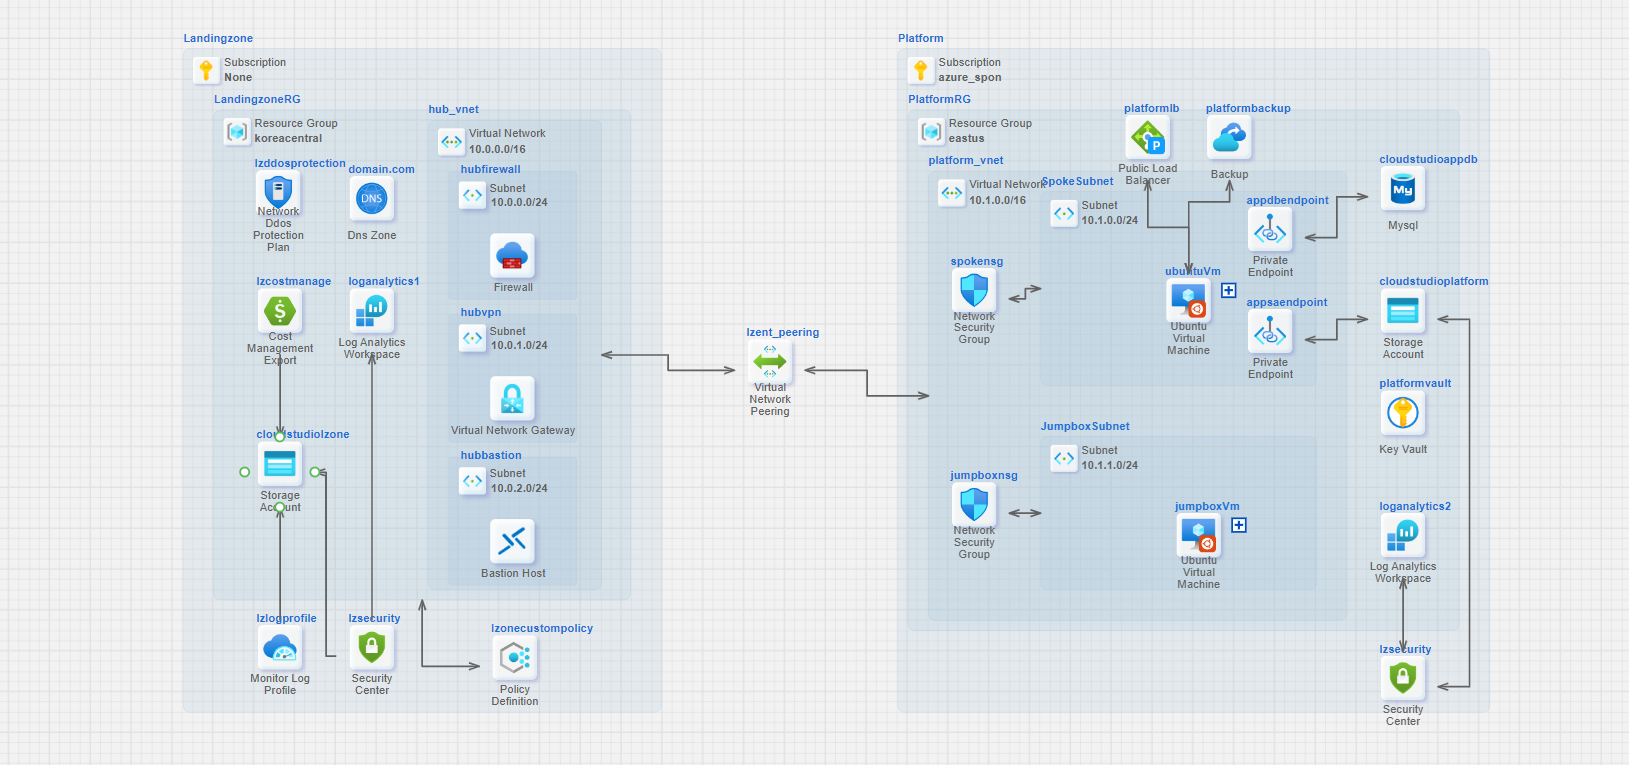 Landingzone
Subscription
None
LandingzoneRG
Resource Group
koreacentral
lzddosprotection
Network
Ddos
Protection
Plan
domain.com
DNS
Dns Zone
lzcostmanage
$
Cost
Management
Export
loganalytics1
Log Analytics
Workspace
cloudstudiolzone
Storage
Account
lzlogprofile
Monitor Log
Profile
lzsecurity
Security
Center
lzonecustompolicy
Policy
Definition
hub_vnet
Virtual Network
10.0.0.0/16
hubfirewall
Subnet
10.0.0.0/24
Firewall
hubvpn
Subnet
10.0.1.0/24
Virtual Network Gateway
hubbastion
Subnet
10.0.2.0/24
Bastion Host
lzent_peering
Virtual
Network
Peering
Platform
Subscription
azure_spon
PlatformRG
Resource Group
eastus
platformlb
P
Public Load
Balancer
platformbackup
Backup
platform_vnet
Virtual Network
10.1.0.0/16
SpokeSubnet
Subnet
10.1.0.0/24
spokensg
Network
Security
Group
ubuntuVm
Ubuntu
Virtual
Machine
appdbendpoint
Private
Endpoint
appsaendpoint
Private
Endpoint
JumpboxSubnet
Subnet
10.1.1.0/24
jumpboxnsg
Network
Security
Group
jumpboxVm
Ubuntu
Virtual
Machine
cloudstudioappdb
My
Mysql
cloudstudioplatform
Storage
Account
platformvault
Key Vault
loganalytics2
Log Analytics
Workspace
lzsecurity
Security
Center